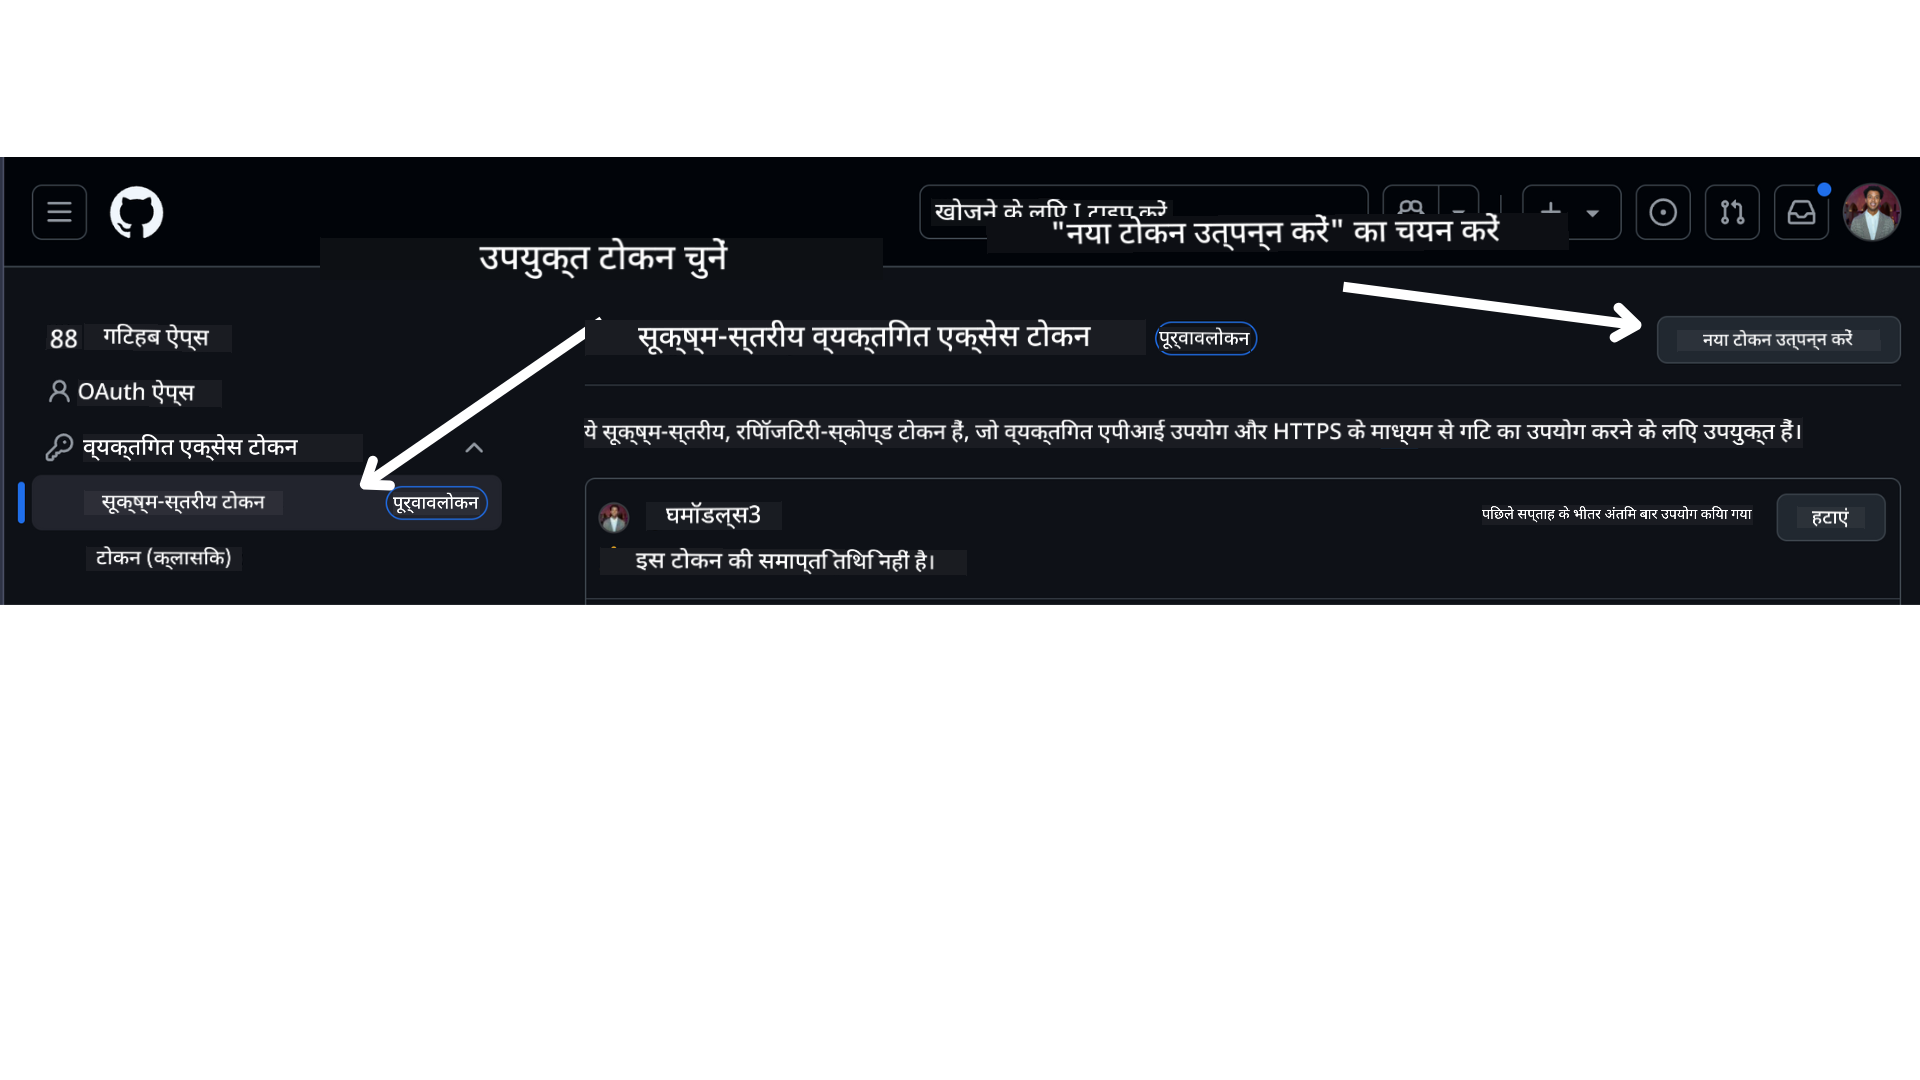 खोजने के लिए I टाइप करें
"नया टोकन उत्पन्न करें" का चयन करें
उपयुक्त टोकन चुनें
88 गिटहब ऐप्स
सूक्ष्म-स्तरीय व्यक्तिगत एक्सेस टोकन पूर्वावलोकन
नया टोकन उत्पन्न करें
OAuth ऐप्स
व्यक्तिगत एक्सेस टोकन
ये सूक्ष्म-स्तरीय, रिपॉजिटरी-स्कोप्ड टोकन हैं, जो व्यक्तिगत एपीआई उपयोग और HTTPS के माध्यम से गिट का उपयोग करने के लिए उपयुक्त हैं।
सूक्ष्म-स्तरीय टोकन पूर्वावलोकन
टोकन (क्लासिक)
घमॉडल्स3
पिछले सप्ताह के भीतर अंतिम बार उपयोग किया गया
हटाएं
इस टोकन की समाप्ति तिथि नहीं है।